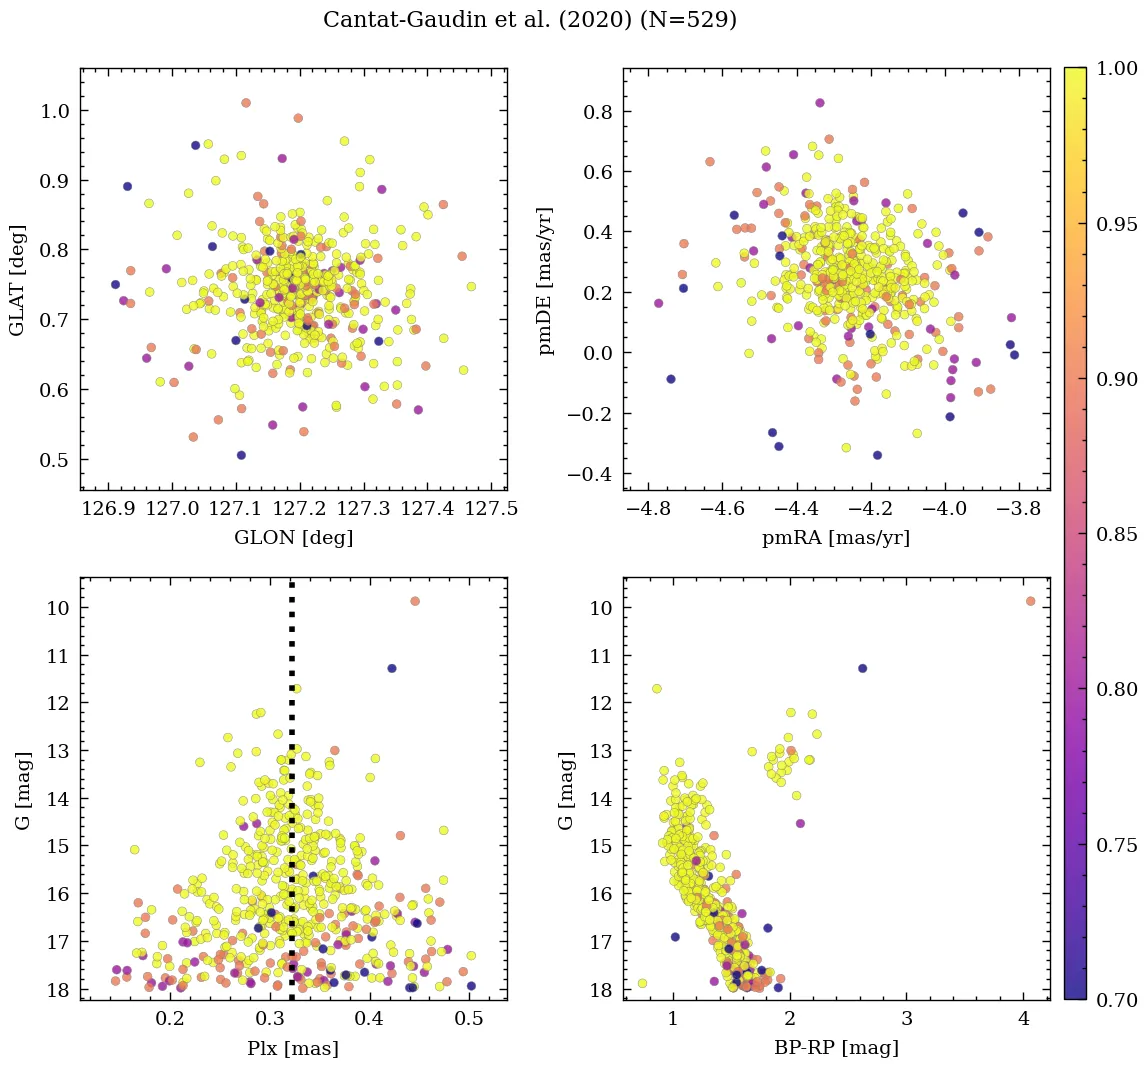 Cantat-Gaudin et al. (2020) (N=529)
1.0
0.9
0.8
0.7
0.6
0.5
GLAT [deg]
126.9 127.0 127.1 127.2 127.3 127.4 127.5
GLON [deg]
0.8
0.6
0.4
0.2
0.0
−0.2
−0.4
pmDE [mas/yr]
−4.8 −4.6 −4.4 −4.2 −4.0 −3.8
pmRA [mas/yr]
10
11
12
13
14
15
16
17
18
G [mag]
0.2 0.3 0.4 0.5
Plx [mas]
10
11
12
13
14
15
16
17
18
G [mag]
1 2 3 4
BP-RP [mag]
1.00
0.95
0.90
0.85
0.80
0.75
0.70